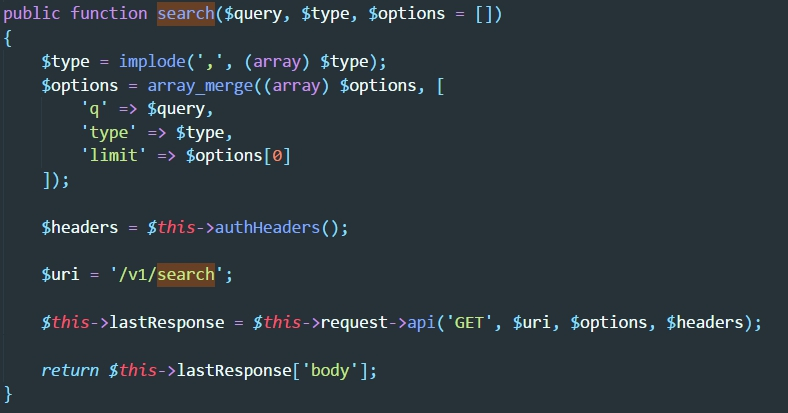 public function search($query, $type, $options = [])
{
    $type = implode(',', (array) $type);
    $options = array_merge((array) $options, [
        'q' => $query,
        'type' => $type,
        'limit' => $options[0]
    ]);

    $headers = $this->authHeaders();

    $uri = '/v1/search';

    $this->lastResponse = $this->request->api('GET', $uri, $options, $headers);

    return $this->lastResponse['body'];
}